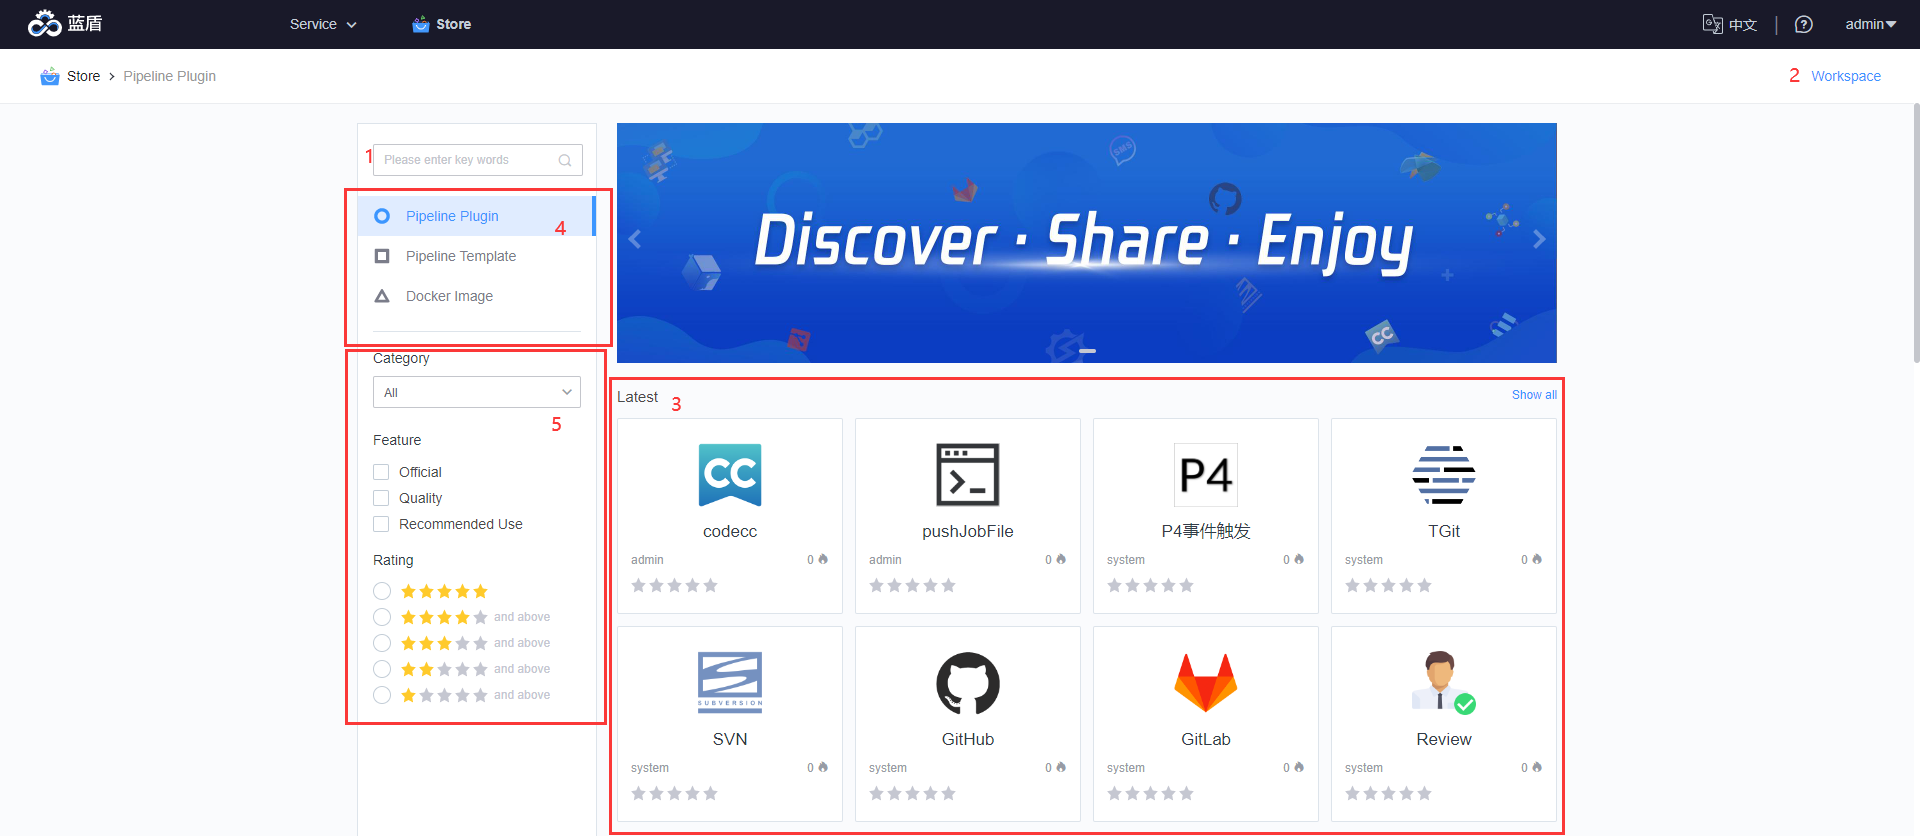 蓝盾
Service
Store
中文
admin
Store
Pipeline Plugin
2
Workspace
1
Please enter key words
Pipeline Plugin
4
Pipeline Template
Docker Image
Category
All
5
Feature
Official
Quality
Recommended Use
Rating
and above
and above
and above
and above
SMS
CC
Discover · Share · Enjoy
Latest
3
Show all
CC
codecc
admin
0
pushJobFile
admin
0
P4
P4事件触发
system
0
TGit
system
0
SUBVERSION
SVN
system
0
GitHub
system
0
GitLab
system
0
Review
system
0